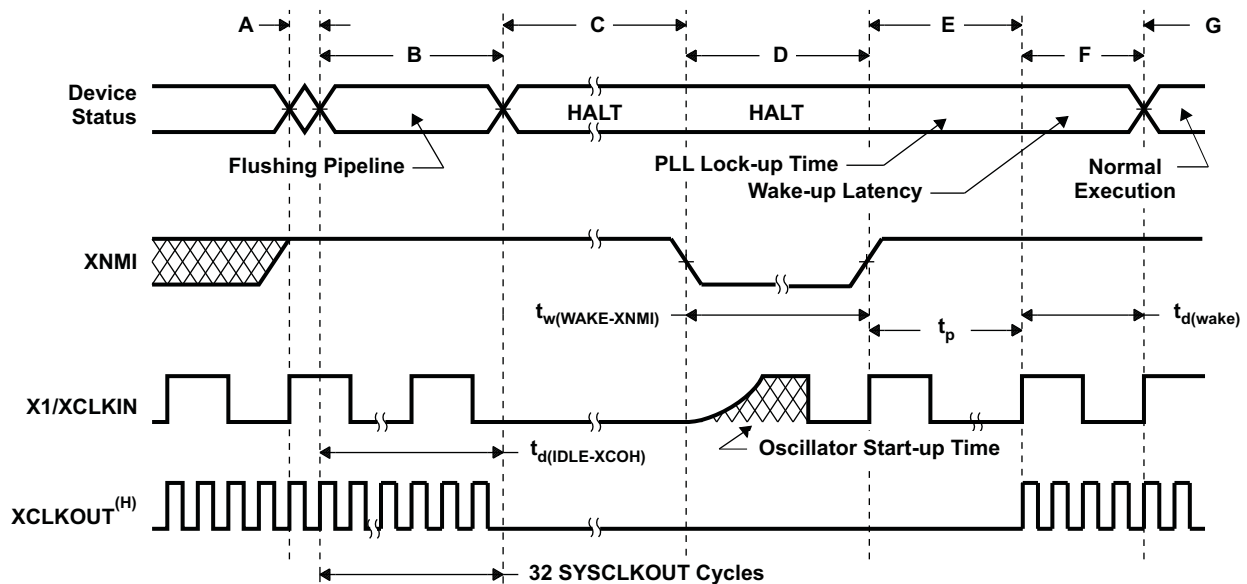 A
C
E
G
B
D
F
Device
Status
HALT
HALT
Flushing Pipeline
PLL Lock-up Time
Wake-up Latency
Normal
Execution
XNMI
tw(WAKE-XNMI)
tp
td(wake)
X1/XCLKIN
Oscillator Start-up Time
td(IDLE-XCOH)
XCLKOUT(H)
32 SYSCLKOUT Cycles